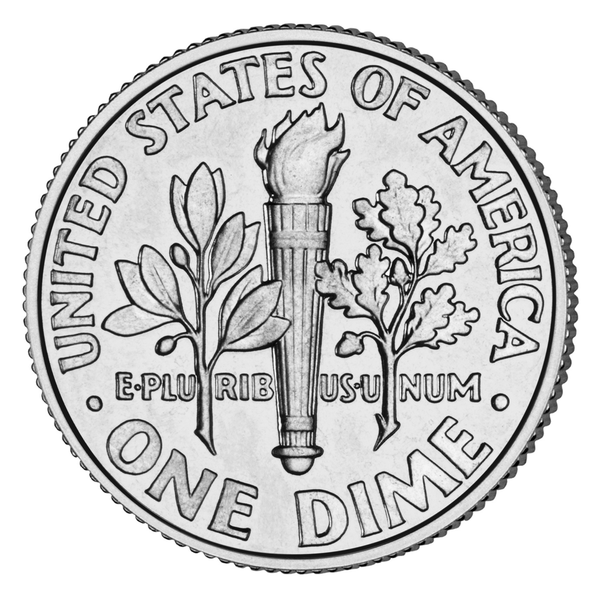 UNITED STATES OF AMERICA
E·PLURIBUS·UNUM
· ONE DIME ·